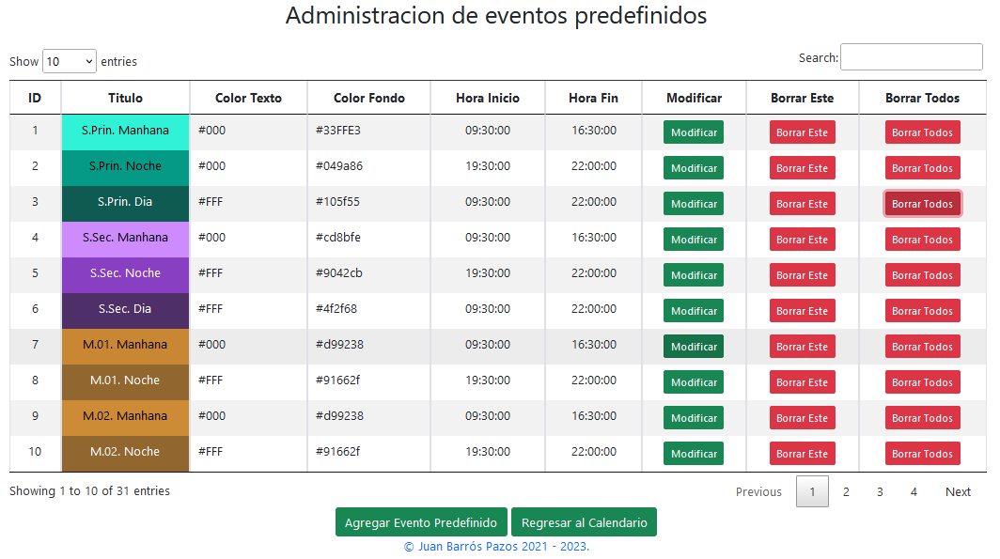 Administracion de eventos predefinidos
Show 10 entries Search:
ID Titulo Color Texto Color Fondo Hora Inicio Hora Fin Modificar Borrar Este Borrar Todos
1 S.Prin. Manhana #000 #33FFE3 09:30:00 16:30:00 Modificar Borrar Este Borrar Todos
2 S.Prin. Noche #000 #049a86 19:30:00 22:00:00 Modificar Borrar Este Borrar Todos
3 S.Prin. Dia #FFF #105f55 09:30:00 22:00:00 Modificar Borrar Este Borrar Todos
4 S.Sec. Manhana #000 #cd8bfe 09:30:00 16:30:00 Modificar Borrar Este Borrar Todos
5 S.Sec. Noche #FFF #9042cb 19:30:00 22:00:00 Modificar Borrar Este Borrar Todos
6 S.Sec. Dia #FFF #4f2f68 09:30:00 22:00:00 Modificar Borrar Este Borrar Todos
7 M.01. Manhana #000 #d99238 09:30:00 16:30:00 Modificar Borrar Este Borrar Todos
8 M.01. Noche #FFF #91662f 19:30:00 22:00:00 Modificar Borrar Este Borrar Todos
9 M.02. Manhana #000 #d99238 09:30:00 16:30:00 Modificar Borrar Este Borrar Todos
10 M.02. Noche #FFF #91662f 19:30:00 22:00:00 Modificar Borrar Este Borrar Todos
Showing 1 to 10 of 31 entries Previous 1 2 3 4 Next
Agregar Evento Predefinido Regresar al Calendario
© Juan Barrós Pazos 2021 - 2023.